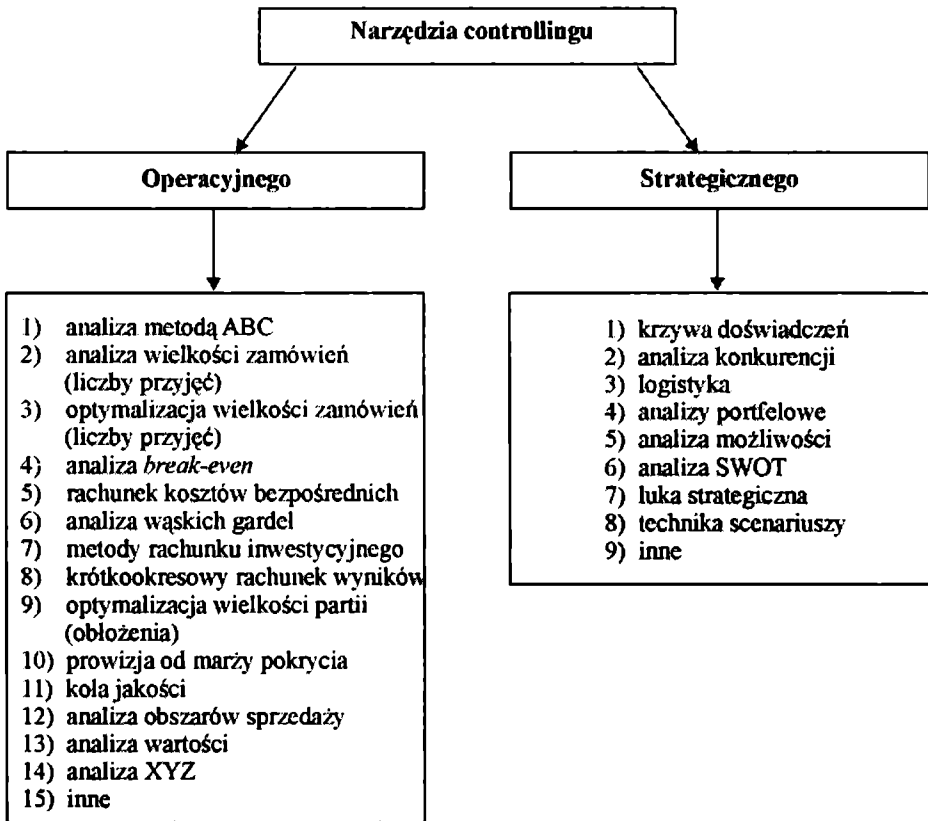 Narzędzia controllingu
Operacyjnego
1) analiza metodą ABC
2) analiza wielkości zamówień
(liczby przyjęć)
3) optymalizacja wielkości zamówień
(liczby przyjęć)
4) analiza break-even
5) rachunek kosztów bezpośrednich
6) analiza wąskich gardeł
7) metody rachunku inwestycyjnego
8) krótkookresowy rachunek wyników
9) optymalizacja wielkości partii
(obłożenia)
10) prowizja od marży pokrycia
11) koła jakości
12) analiza obszarów sprzedaży
13) analiza wartości
14) analiza XYZ
15) inne
Strategicznego
1) krzywa doświadczeń
2) analiza konkurencji
3) logistyka
4) analizy portfelowe
5) analiza możliwości
6) analiza SWOT
7) luka strategiczna
8) technika scenariuszy
9) inne